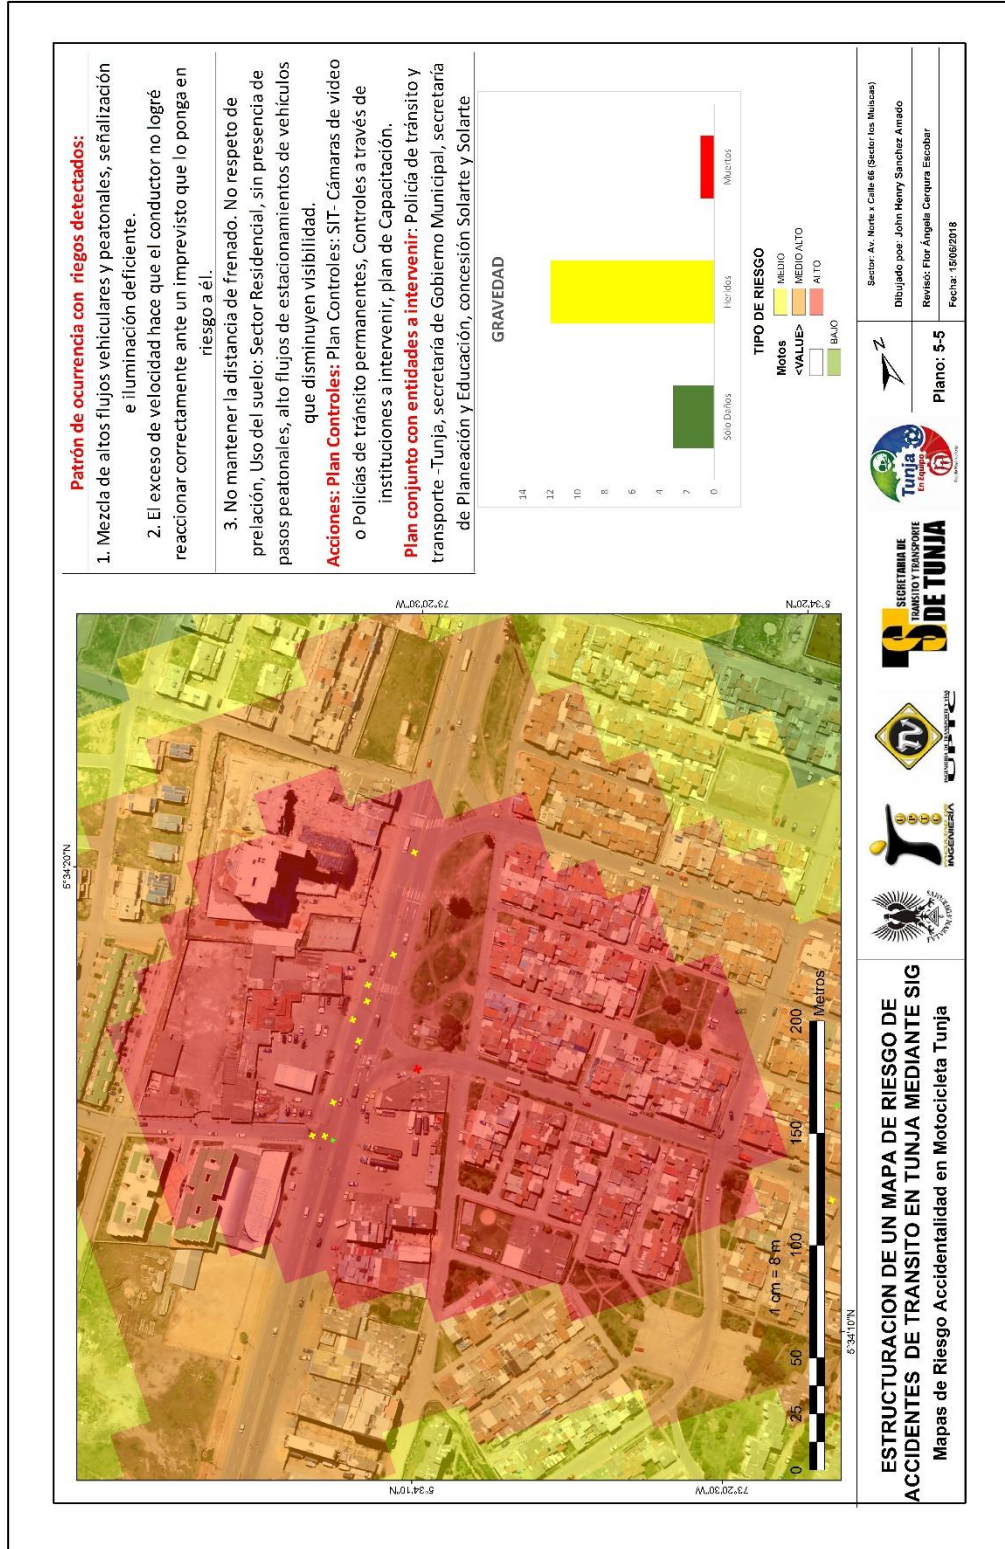 Patrón de ocurrencia con riegos detectados:
1. Mezcla de altos flujos vehiculares y peatonales, señalización
e iluminación deficiente.
2. El exceso de velocidad hace que el conductor no logré
reaccionar correctamente ante un imprevisto que lo ponga en
riesgo a él.
3. No mantener la distancia de frenado. No respeto de
prelación, Uso del suelo: Sector Residencial, sin presencia de
pasos peatonales, alto flujos de estacionamientos de vehículos
que disminuyen visibilidad.
Acciones: Plan Controles: Plan Controles: SIT- Cámaras de video
o Policías de tránsito permanentes, Controles a través de
instituciones a intervenir, plan de Capacitación.
Plan conjunto con entidades a intervenir: Policía de tránsito y
transporte -Tunja, secretaría de Gobierno Municipal, secretaría
de Planeación y Educación, concesión Solarte y Solarte
GRAVEDAD
14
12
10
8
6
4
2
0
Solo Daños
Heridos
Muertos
TIPO DE RIESGO
Motos
<VALUE>
BAJO
MEDIO
MEDIO ALTO
ALTO
5°34'20"N
73°20'30"W
5°34'20"N
5°34'10"N
73°20'30"W
5°34'10"N
1 cm = 8 m
0 25 50 100 150 200
Metros
ESTRUCTURACION DE UN MAPA DE RIESGO DE
ACCIDENTES DE TRANSITO EN TUNJA MEDIANTE SIG
Mapas de Riesgo Accidentalidad en Motocicleta Tunja
UPTC
INGENIERÍA
TV
UPTC
SECRETARIA DE
TRANSITO Y TRANSPORTE
DE TUNJA
Tunja
En Equipo
N
Plano: 5-5
Sector: Av. Norte x Calle 66 (Sector los Muiscas)
Dibujado poe: John Henry Sanchez Amado
Revisó: Flor Ángela Cerqura Escobar
Fecha: 15/06/2018